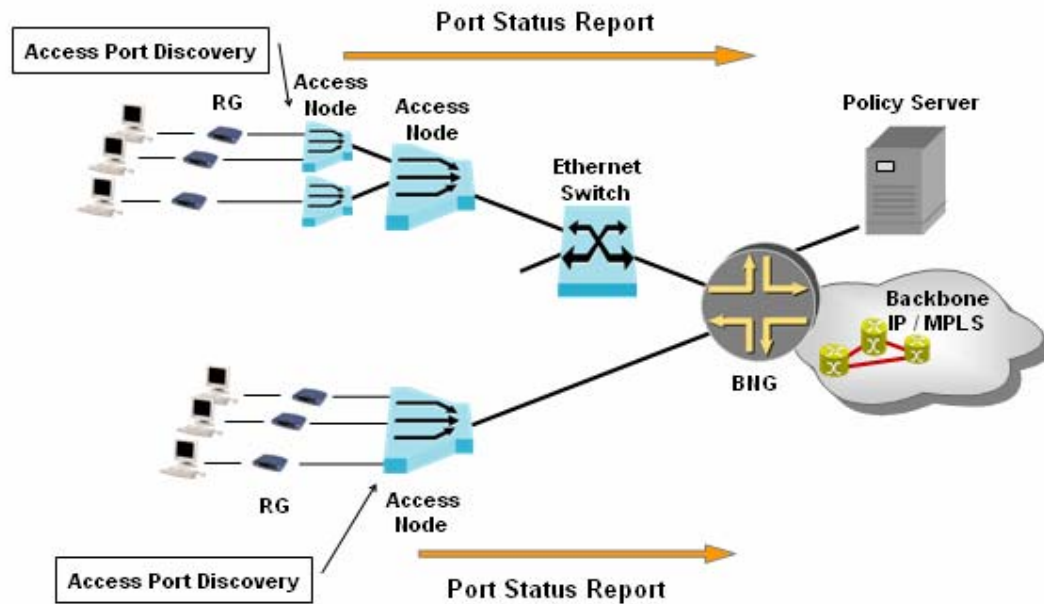 Port Status Report
Access Port Discovery
RG
Access
Node
Access
Node
Policy Server
Ethernet
Switch
Backbone
IP / MPLS
BNG
RG
Access
Node
Access Port Discovery
Port Status Report